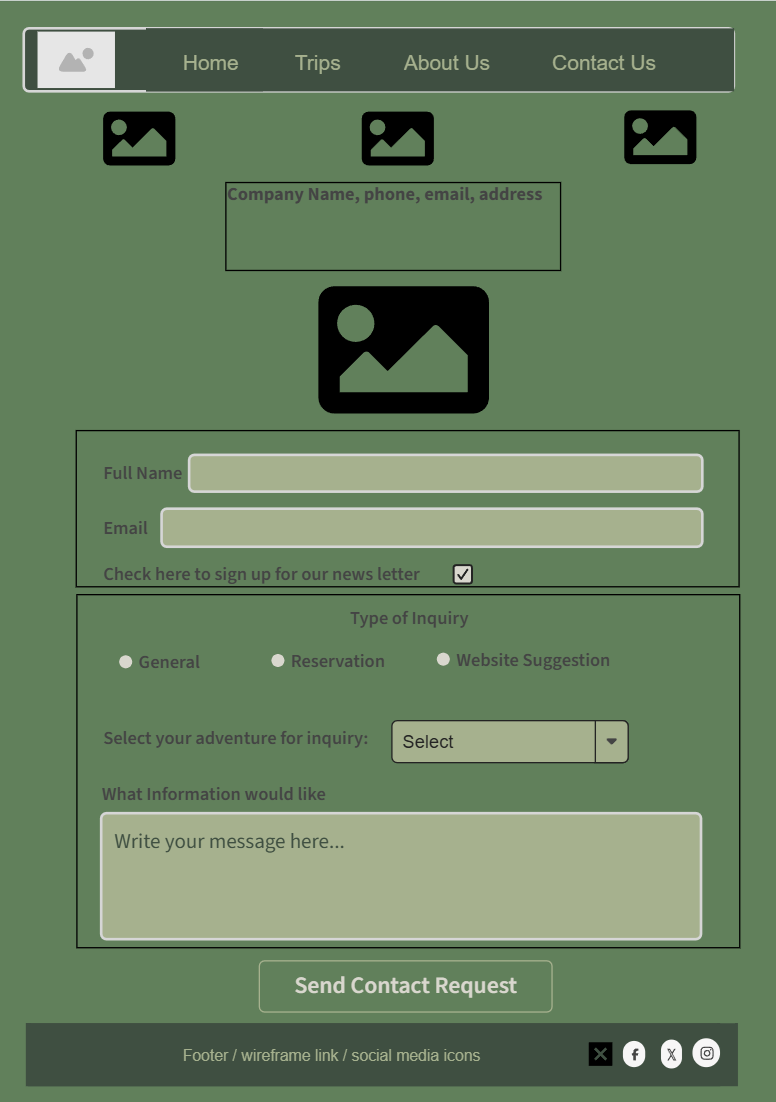 Home Trips About Us Contact Us
Company Name, phone, email, address
Full Name
Email
Check here to sign up for our news letter
Type of Inquiry
General Reservation Website Suggestion
Select your adventure for inquiry: Select
What Information would like
Write your message here...
Send Contact Request
Footer / wireframe link / social media icons